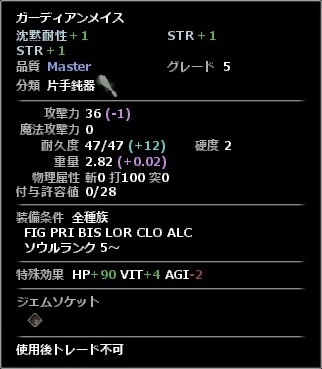 ガーディアンメイス
沈黙耐性+1 STR+1
STR+1
品質 Master グレード 5
分類 片手鈍器
攻撃力 36 (-1)
魔法攻撃力 0
耐久度 47/47 (+12) 硬度 2
重量 2.82 (+0.02)
物理属性 斬0 打100 突0
付与許容値 0/28
装備条件 全種族
FIG PRI BIS LOR CLO ALC
ソウルランク 5～
特殊効果 HP+90 VIT+4 AGI-2
ジェムソケット
使用後トレード不可